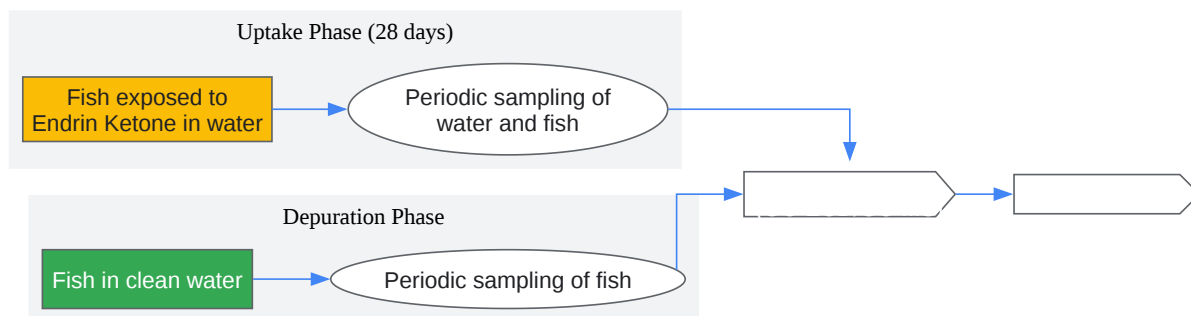 Uptake Phase (28 days)
Fish exposed to
Endrin Ketone in water
Periodic sampling of
water and fish
Depuration Phase
Fish in clean water
Periodic sampling of fish